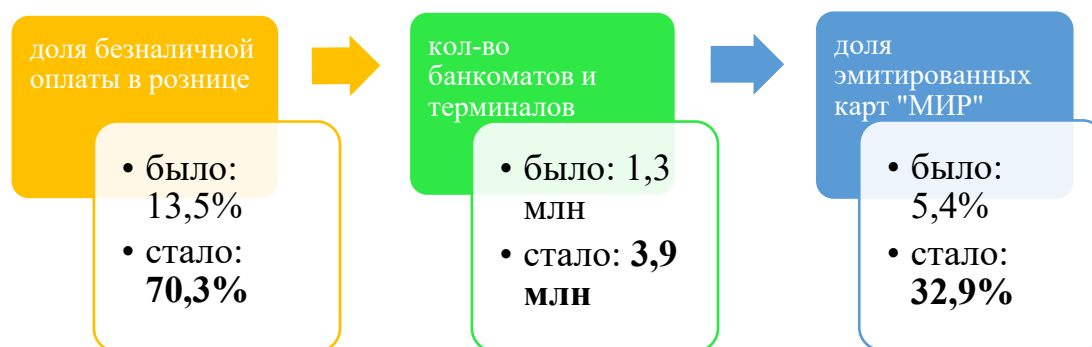 доля безналичной
оплаты в рознице
• было:
13,5%
• стало:
70,3%
кол-во
банкоматов и
терминалов
• было: 1,3
млн
• стало: 3,9
млн
доля
эмитированных
карт "МИР"
• было:
5,4%
• стало:
32,9%